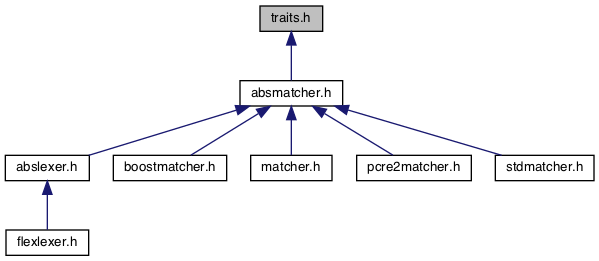 traits.h
absmatcher.h
abslexer.h
boostmatcher.h
matcher.h
pcre2matcher.h
stdmatcher.h
flexlexer.h